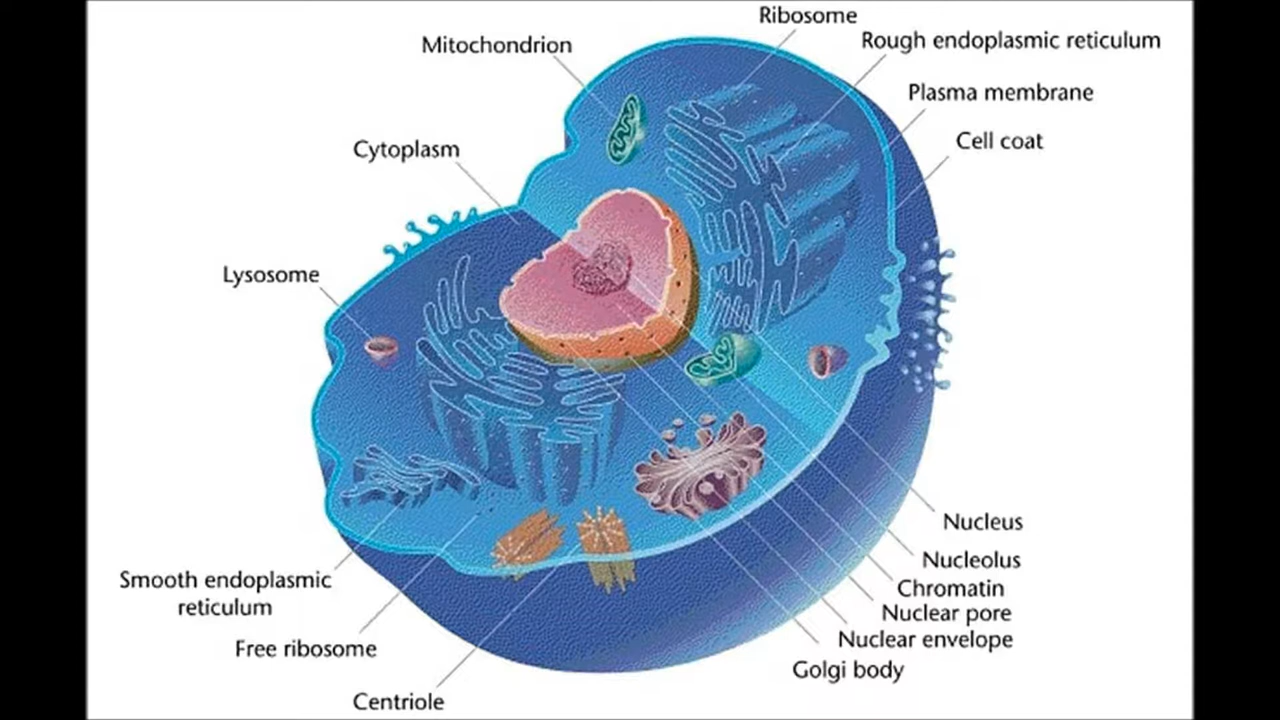 Ribosome
Mitochondrion
Rough endoplasmic reticulum
Plasma membrane
Cell coat
Cytoplasm
Lysosome
Nucleus
Nucleolus
Smooth endoplasmic
reticulum
Chromatin
Nuclear pore
Nuclear envelope
Free ribosome
Golgi body
Centriole